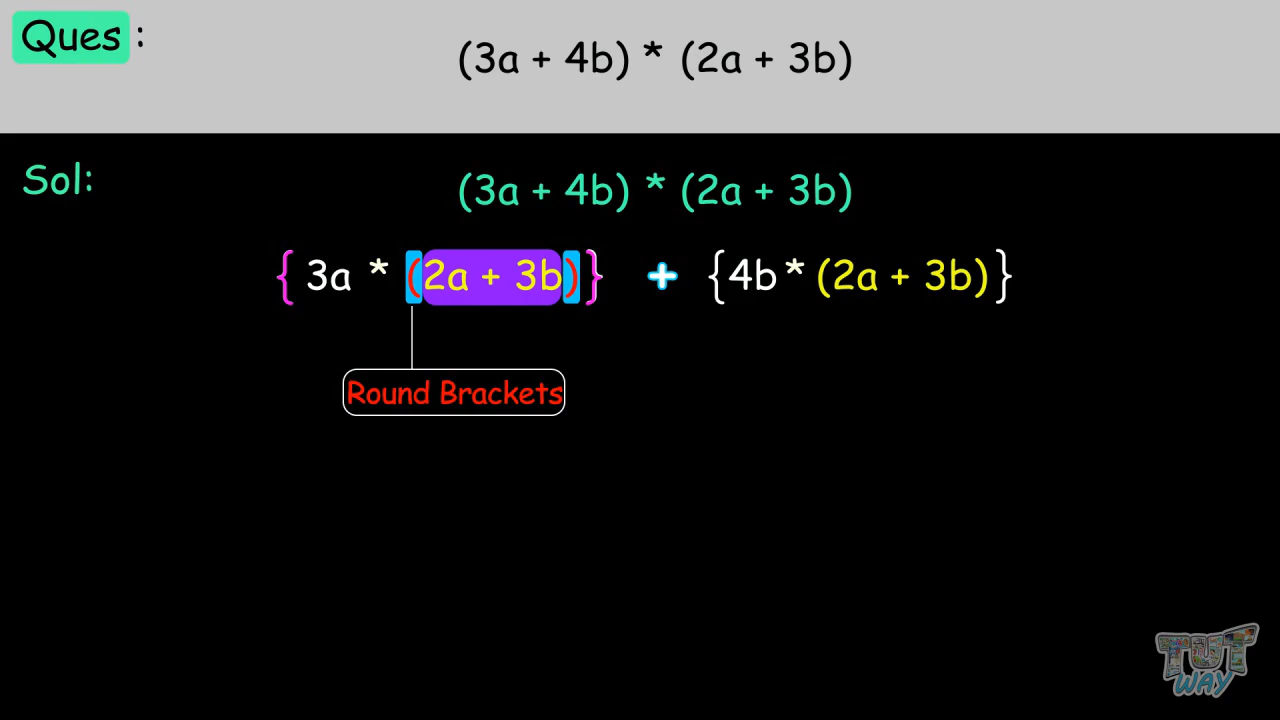 Ques :
(3a + 4b) * (2a + 3b)
Sol:
(3a + 4b) * (2a + 3b)
{ 3a * (2a + 3b) } + {4b * (2a + 3b)}
Round Brackets
TUT
WAY